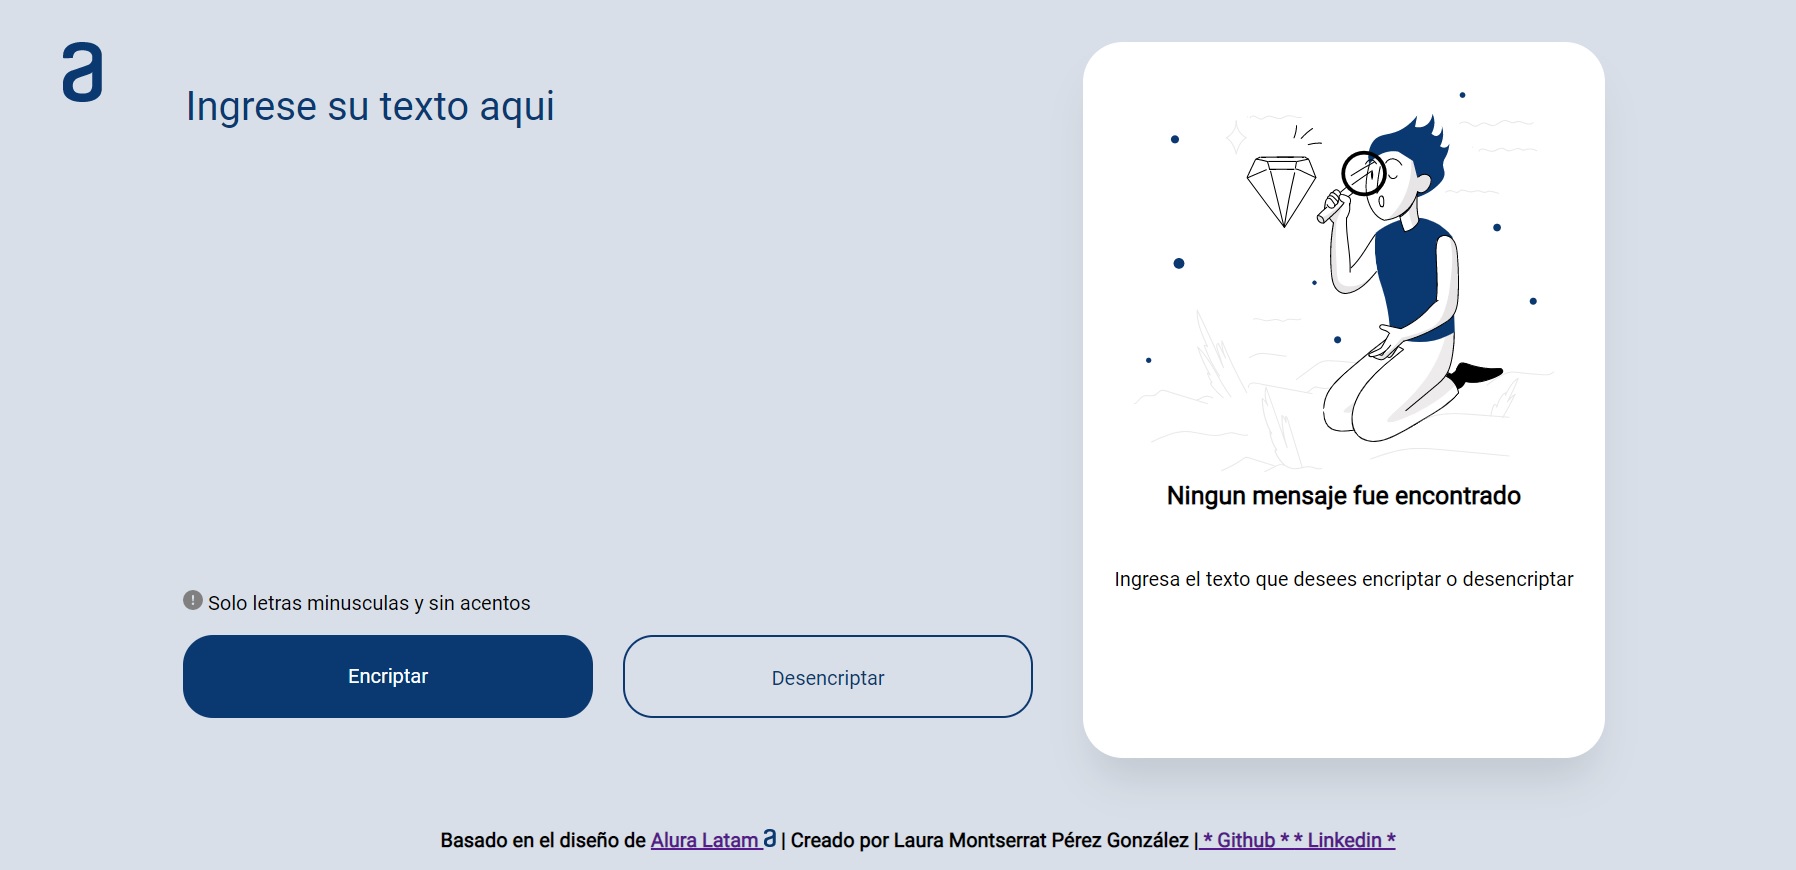 a
Ingrese su texto aqui
Solo letras minusculas y sin acentos
Encriptar
Desencriptar
Ningun mensaje fue encontrado
Ingresa el texto que desees encriptar o desencriptar
Basado en el diseño de Alura Latam a | Creado por Laura Montserrat Pérez González | * Github * * Linkedin *